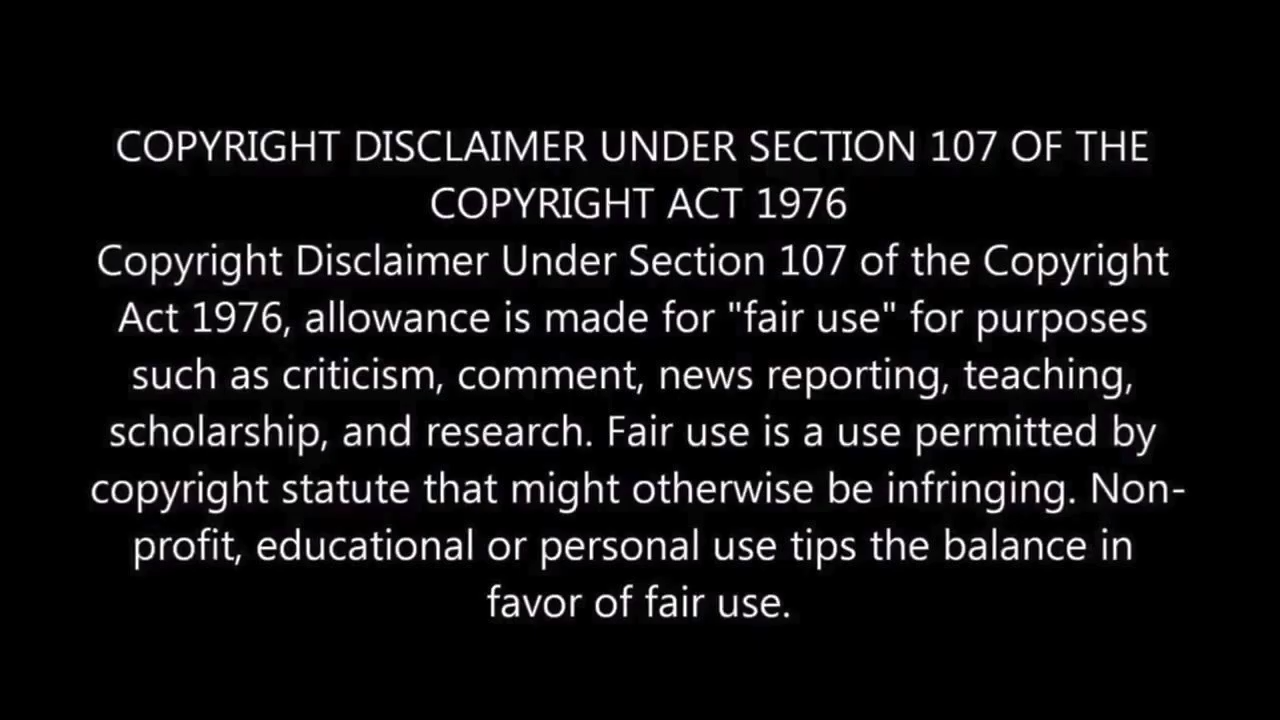 COPYRIGHT DISCLAIMER UNDER SECTION 107 OF THE
COPYRIGHT ACT 1976
Copyright Disclaimer Under Section 107 of the Copyright
Act 1976, allowance is made for "fair use" for purposes
such as criticism, comment, news reporting, teaching,
scholarship, and research. Fair use is a use permitted by
copyright statute that might otherwise be infringing. Non-
profit, educational or personal use tips the balance in
favor of fair use.